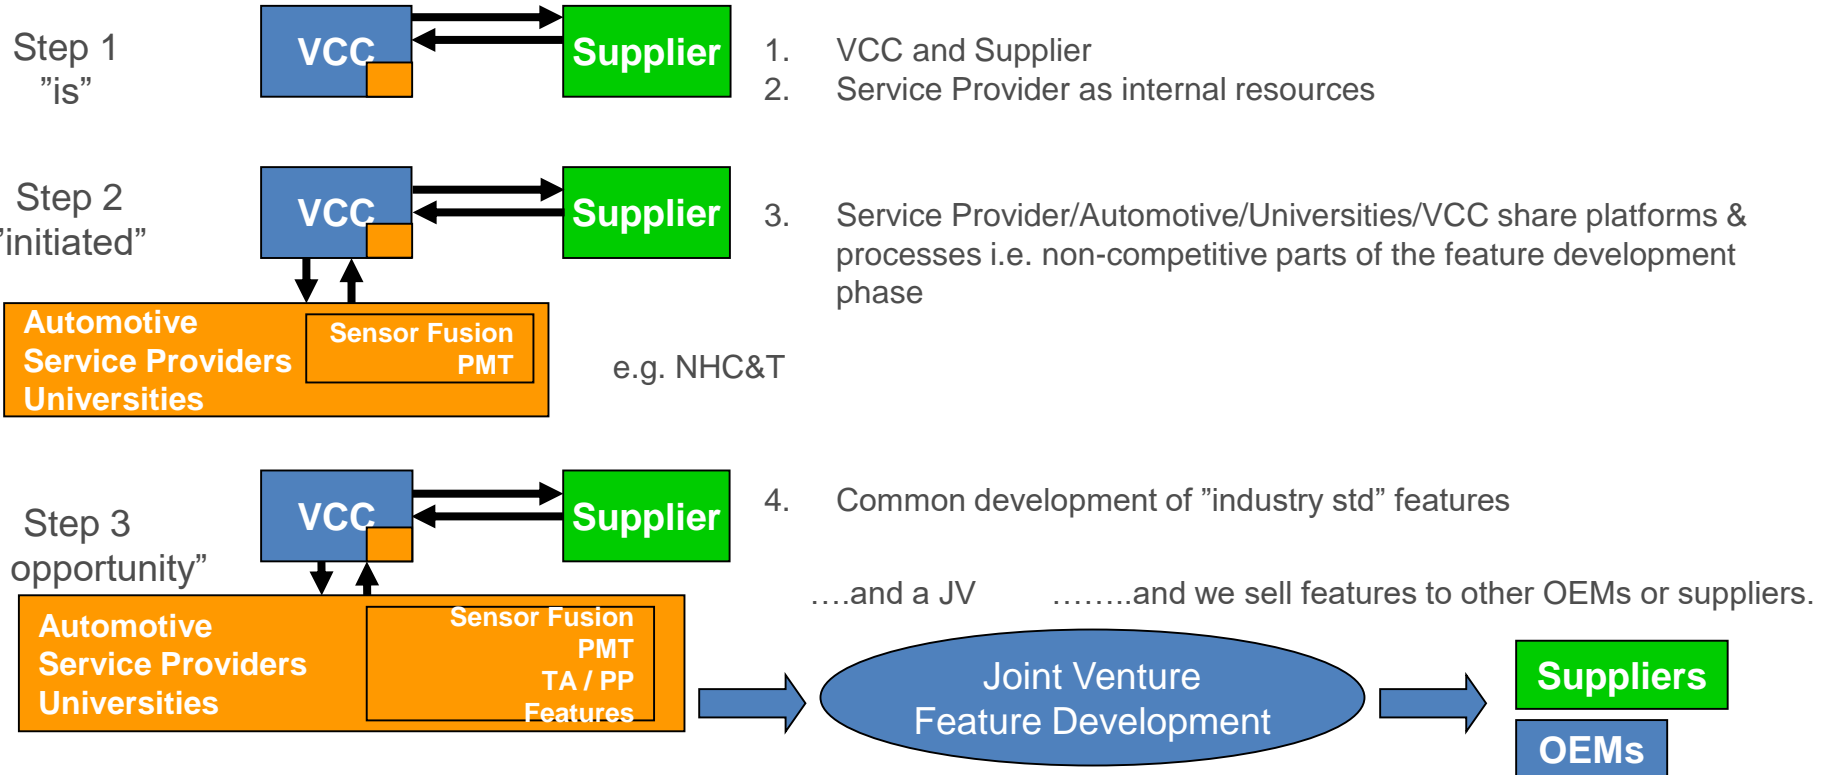 Step 1
”is”
VCC
Supplier
1. VCC and Supplier
2. Service Provider as internal resources
Step 2
”initiated”
VCC
Supplier
3. Service Provider/Automotive/Universities/VCC share platforms &
processes i.e. non-competitive parts of the feature development
phase
Automotive
Service Providers
Universities
Sensor Fusion
PMT
e.g. NHC&T
Step 3
opportunity”
VCC
Supplier
4. Common development of ”industry std” features
….and a JV ……..and we sell features to other OEMs or suppliers.
Automotive
Service Providers
Universities
Sensor Fusion
PMT
TA / PP
Features
Joint Venture
Feature Development
Suppliers
OEMs